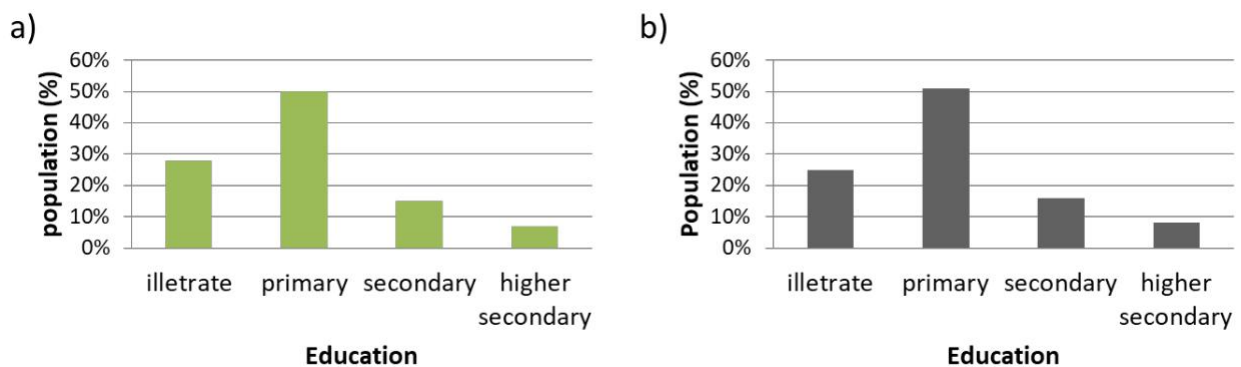 a)
population (%)
60%
50%
40%
30%
20%
10%
0%
illetrate primary secondary higher
secondary
Education
b)
Population (%)
60%
50%
40%
30%
20%
10%
0%
illetrate primary secondary higher
secondary
Education